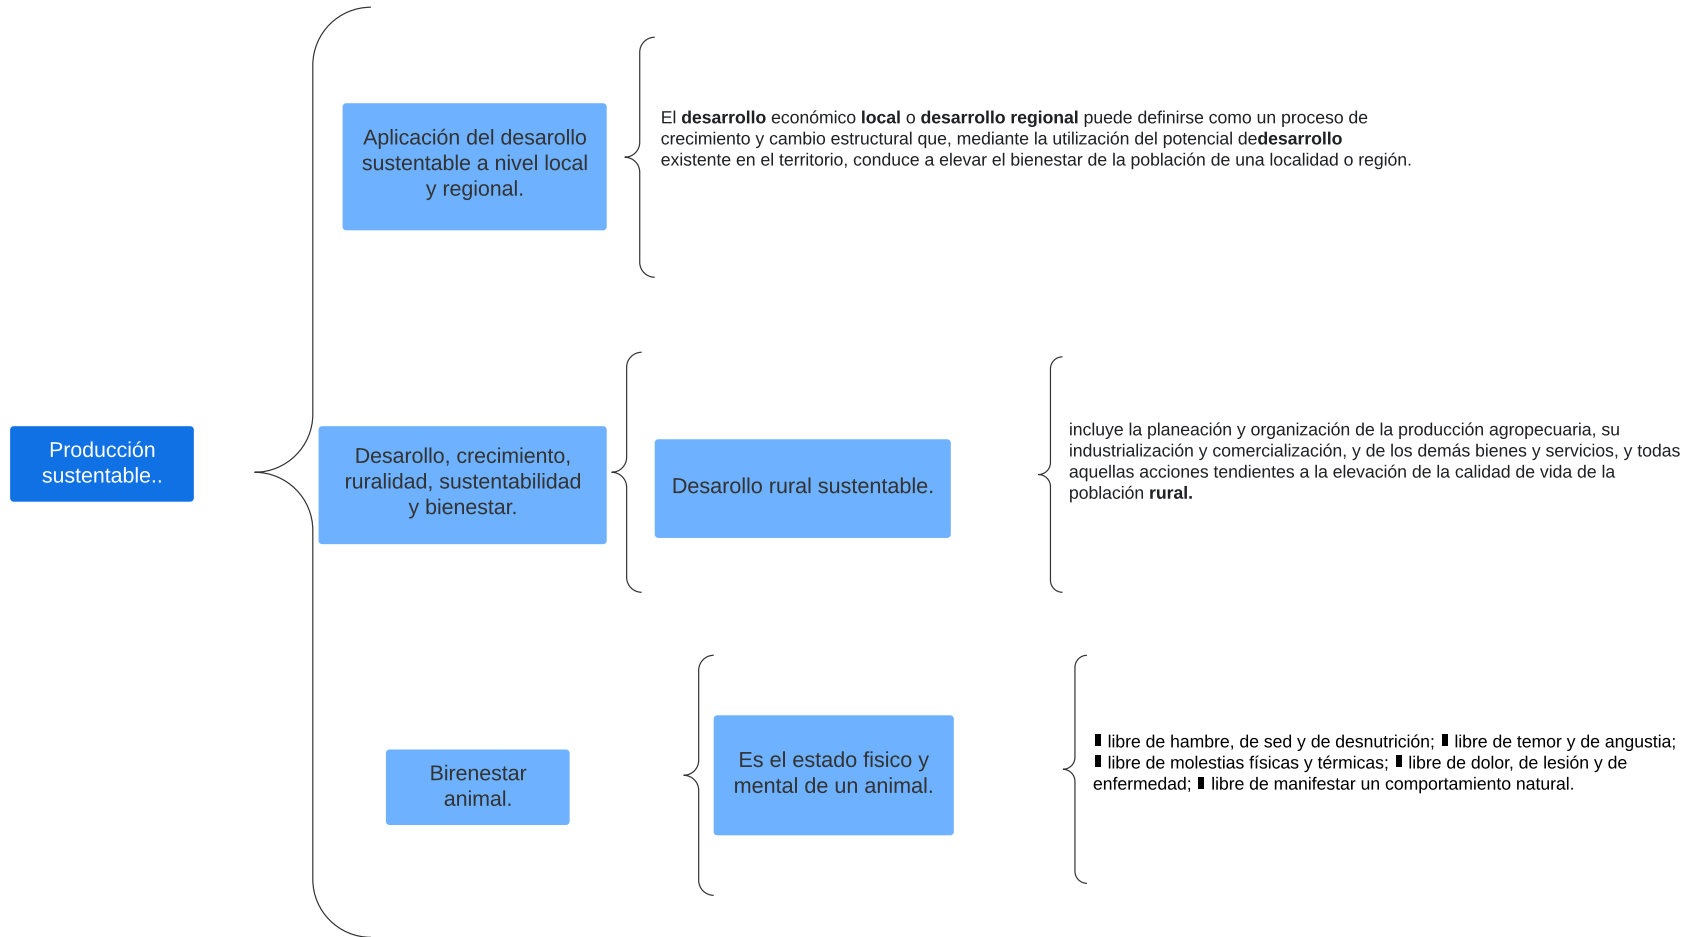 Producción
sustentable..
Aplicación del desarollo
sustentable a nivel local
y regional.
El desarrollo económico local o desarrollo regional puede definirse como un proceso de
crecimiento y cambio estructural que, mediante la utilización del potencial dedesarrollo
existente en el territorio, conduce a elevar el bienestar de la población de una localidad o región.
Desarollo, crecimiento,
ruralidad, sustentabilidad
y bienestar.
Desarollo rural sustentable.
incluye la planeación y organización de la producción agropecuaria, su
industrialización y comercialización, y de los demás bienes y servicios, y todas
aquellas acciones tendientes a la elevación de la calidad de vida de la
población rural.
Birenestar
animal.
Es el estado fisico y
mental de un animal.
▮ libre de hambre, de sed y de desnutrición; ▮ libre de temor y de angustia;
▮ libre de molestias físicas y térmicas; ▮ libre de dolor, de lesión y de
enfermedad; ▮ libre de manifestar un comportamiento natural.